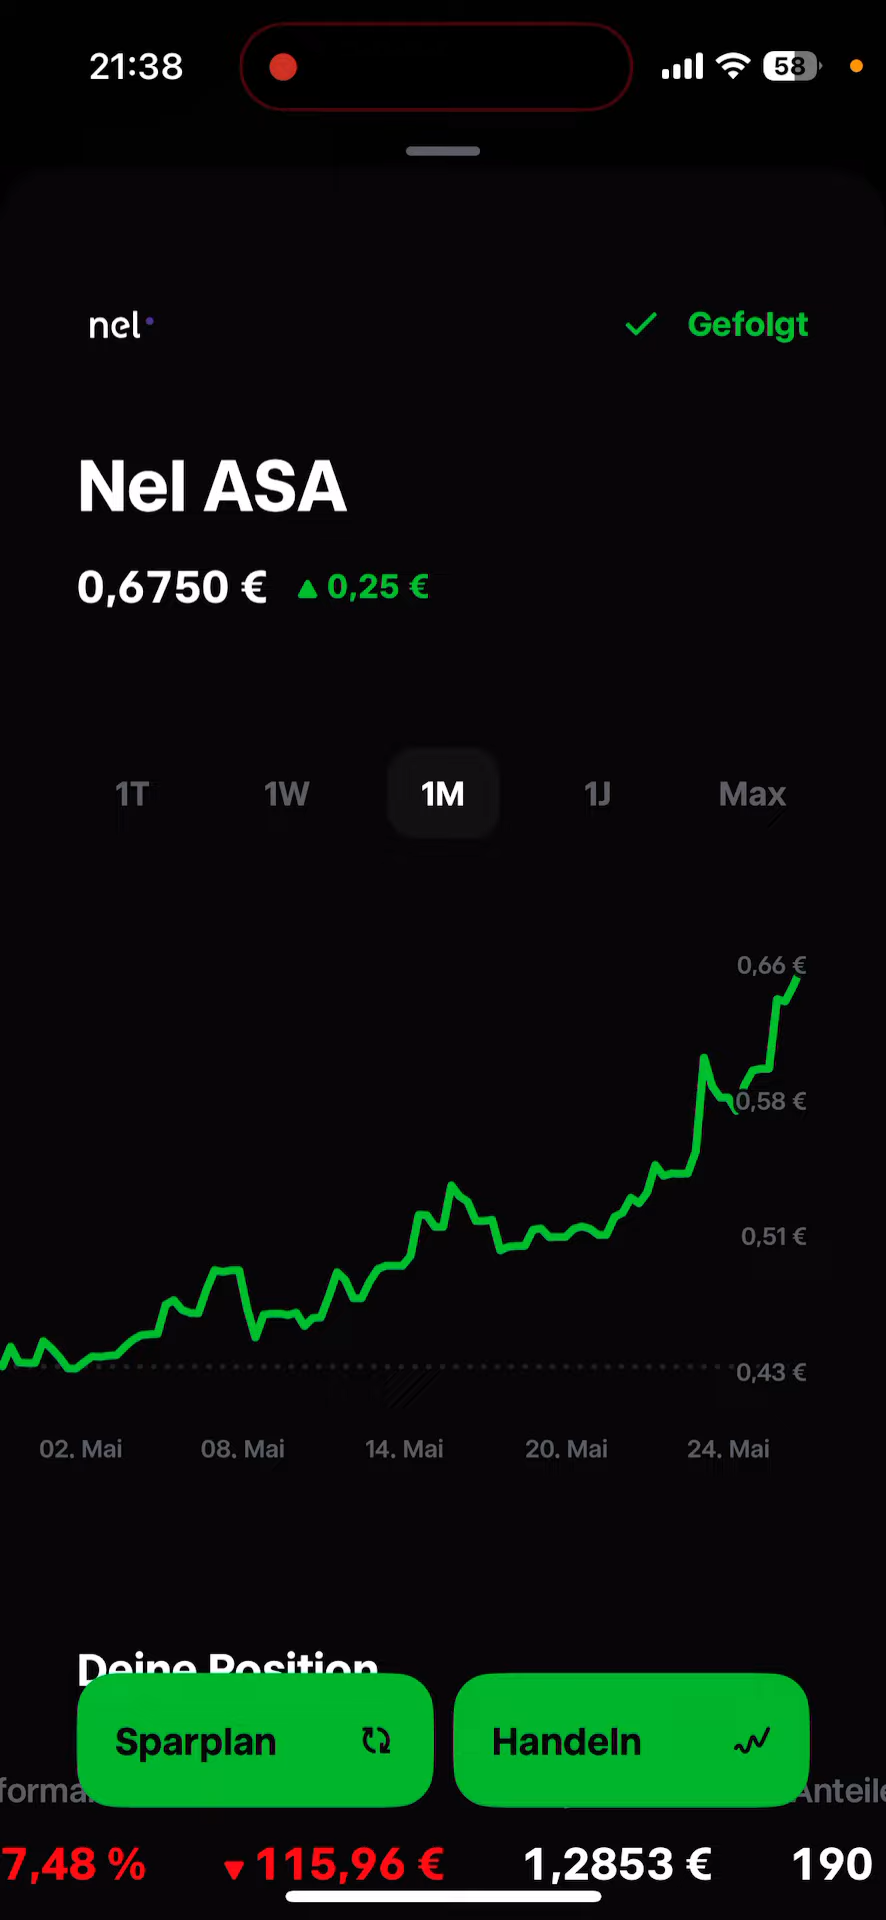 21:38
58
nel
Gefolgt
Nel ASA
0,6750 € ▲ 0,25 €
1T 1W 1M 1J Max
0,66 €
0,58 €
0,51 €
0,43 €
02. Mai 08. Mai 14. Mai 20. Mai 24. Mai
Deine Position
Sparplan Handeln
7,48 % ▼ 115,96 € 1,2853 € 190